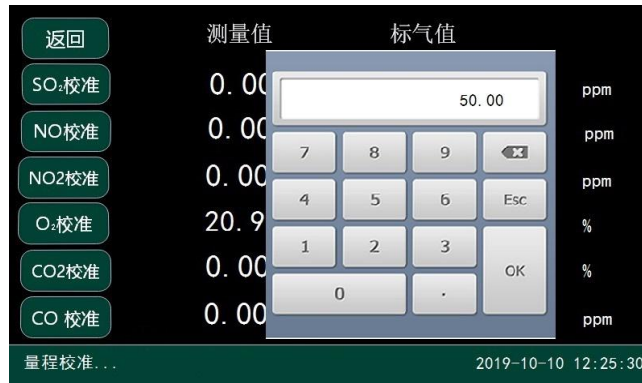 返回 测量值 标气值
SO₂校准 0.00 ppm
50.00
NO校准 0.00 ppm
7 8 9
NO2校准 0.00 ppm
4 5 6 Esc
O₂校准 20.9 %
1 2 3
CO2校准 0.00 %
OK
0 .
CO 校准 0.00 ppm
量程校准... 2019-10-10 12:25:30